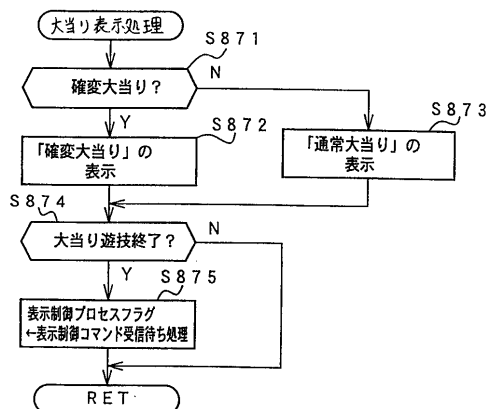 大当り表示処理
S871
確変大当り?
N
Y
S872
S873
「確変大当り」の
表示
「通常大当り」の
表示
S874
大当り遊技終了?
N
Y
S875
表示制御プロセスフラグ
←表示制御コマンド受信待ち処理
RET